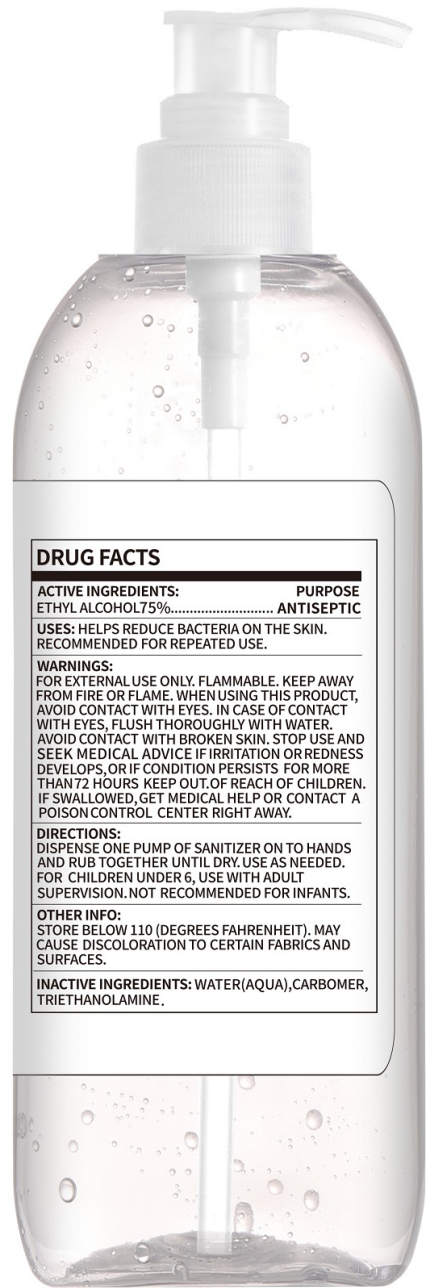 DRUG FACTS
ACTIVE INGREDIENTS: PURPOSE
ETHYL ALCOHOL75%........................... ANTISEPTIC
USES: HELPS REDUCE BACTERIA ON THE SKIN.
RECOMMENDED FOR REPEATED USE.
WARNINGS:
FOR EXTERNAL USE ONLY. FLAMMABLE. KEEP AWAY
FROM FIRE OR FLAME. WHEN USING THIS PRODUCT,
AVOID CONTACT WITH EYES. IN CASE OF CONTACT
WITH EYES, FLUSH THOROUGHLY WITH WATER.
AVOID CONTACT WITH BROKEN SKIN. STOP USE AND
SEEK MEDICAL ADVICE IF IRRITATION OR REDNESS
DEVELOPS,OR IF CONDITION PERSISTS FOR MORE
THAN 72 HOURS KEEP OUT.OF REACH OF CHILDREN.
IF SWALLOWED,GET MEDICAL HELP OR CONTACT A
POISON CONTROL CENTER RIGHT AWAY.
DIRECTIONS:
DISPENSE ONE PUMP OF SANITIZER ON TO HANDS
AND RUB TOGETHER UNTIL DRY. USE AS NEEDED.
FOR CHILDREN UNDER 6, USE WITH ADULT
SUPERVISION. NOT RECOMMENDED FOR INFANTS.
OTHER INFO:
STORE BELOW 110 (DEGREES FAHRENHEIT). MAY
CAUSE DISCOLORATION TO CERTAIN FABRICS AND
SURFACES.
INACTIVE INGREDIENTS: WATER(AQUA),CARBOMER,
TRIETHANOLAMINE.